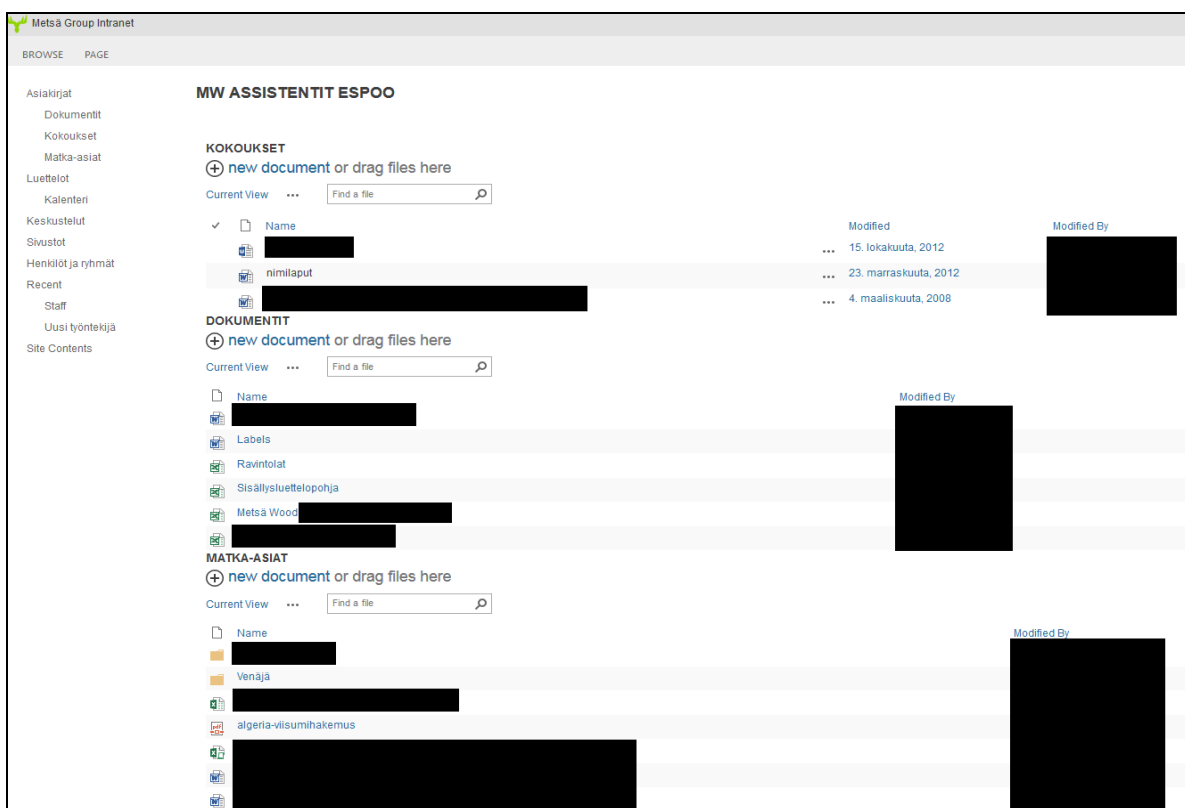 Metsä Group Intranet
BROWSE PAGE
Asiakirjat
Dokumentit
Kokoukset
Matka-asiat
Luettelot
Kalenteri
Keskustelut
Sivustot
Henkilöt ja ryhmät
Recent
Staff
Uusi työntekijä
Site Contents
MW ASSISTENTIT ESPOO
KOKOUKSET
new document or drag files here
Current View ... Find a file
Name Modified Modified By
... 15. lokakuuta, 2012
nimilaput ... 23. marraskuuta, 2012
... 4. maaliskuuta, 2008
DOKUMENTIT
new document or drag files here
Current View ... Find a file
Name Modified By
Labels
Ravintolat
Sisällysluettelopohja
Metsä Wood
MATKA-ASIAT
new document or drag files here
Current View ... Find a file
Name Modified By
Venäjä
algeria-viisumihakemus